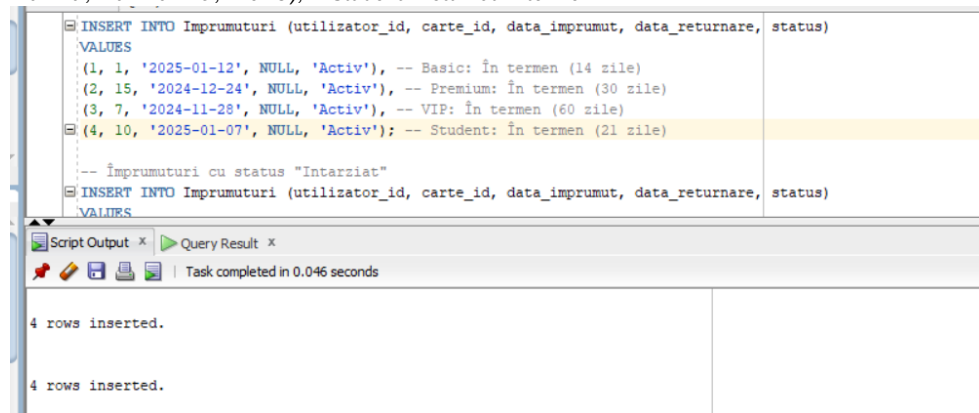 INSERT INTO Imprumuturi (utilizator_id, carte_id, data_imprumut, data_returnare, status)
VALUES
(1, 1, '2025-01-12', NULL, 'Activ'), -- Basic: În termen (14 zile)
(2, 15, '2024-12-24', NULL, 'Activ'), -- Premium: În termen (30 zile)
(3, 7, '2024-11-28', NULL, 'Activ'), -- VIP: În termen (60 zile)
(4, 10, '2025-01-07', NULL, 'Activ'); -- Student: În termen (21 zile)
-- Împrumuturi cu status "Intarziat"
INSERT INTO Imprumuturi (utilizator_id, carte_id, data_imprumut, data_returnare, status)
VALUES
Script Output x Query Result x
Task completed in 0.046 seconds
4 rows inserted.
4 rows inserted.